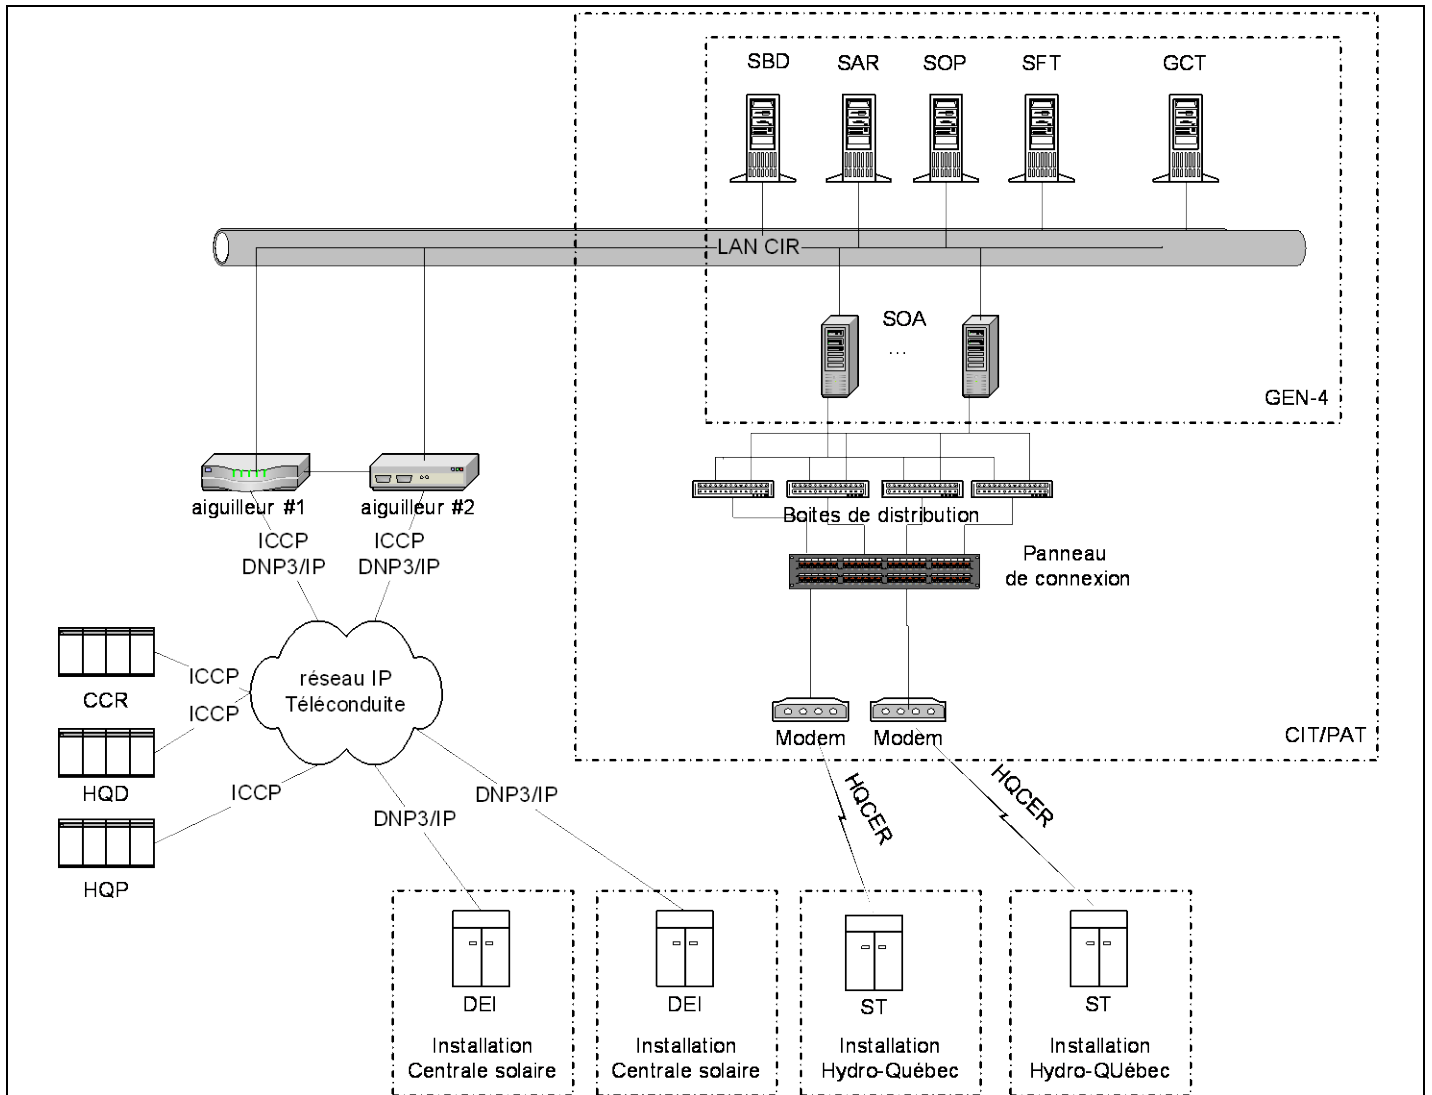 SBD
SAR
SOP
SFT
GCT
LAN CIR
SOA
...
GEN-4
aiguilleur #1
aiguilleur #2
Boites de distribution
ICCP
DNP3/IP
ICCP
DNP3/IP
Panneau
de connexion
CCR
ICCP
réseau IP
Téléconduite
ICCP
HQD
ICCP
HQP
DNP3/IP
DNP3/IP
Modem
Modem
CIT/PAT
HQCER
HQCER
DEI
Installation
Centrale solaire
DEI
Installation
Centrale solaire
ST
Installation
Hydro-Québec
ST
Installation
Hydro-QUébec